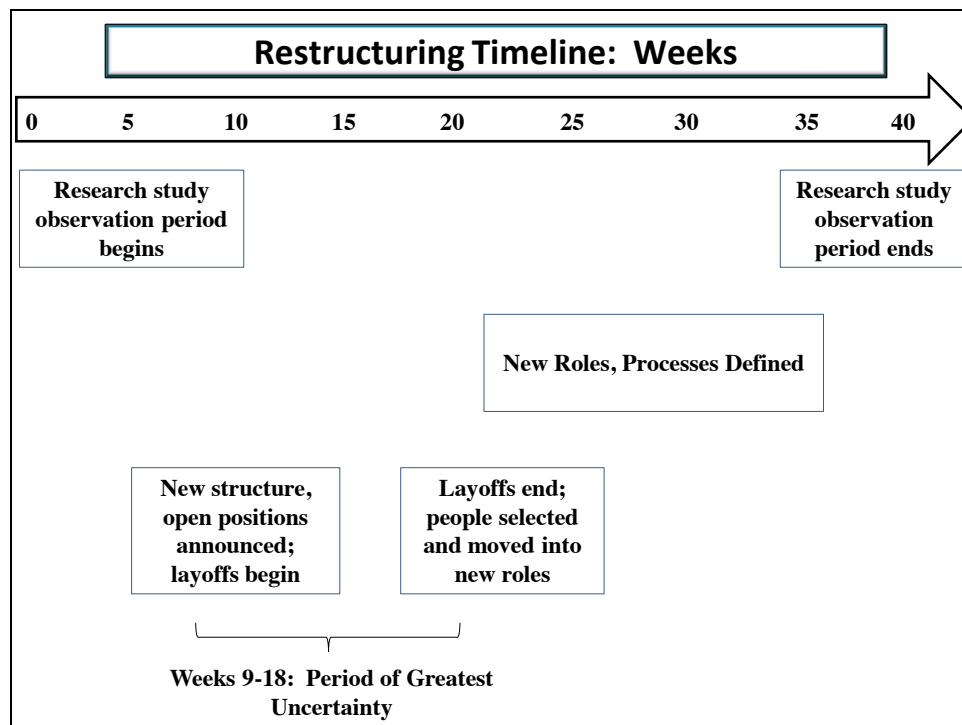 Restructuring Timeline:  Weeks
0 5 10 15 20 25 30 35 40
Research study
observation period
begins
Research study
observation
period ends
New Roles, Processes Defined
New structure,
open positions
announced;
layoffs begin
Layoffs end;
people selected
and moved into
new roles
Weeks 9-18:  Period of Greatest
Uncertainty